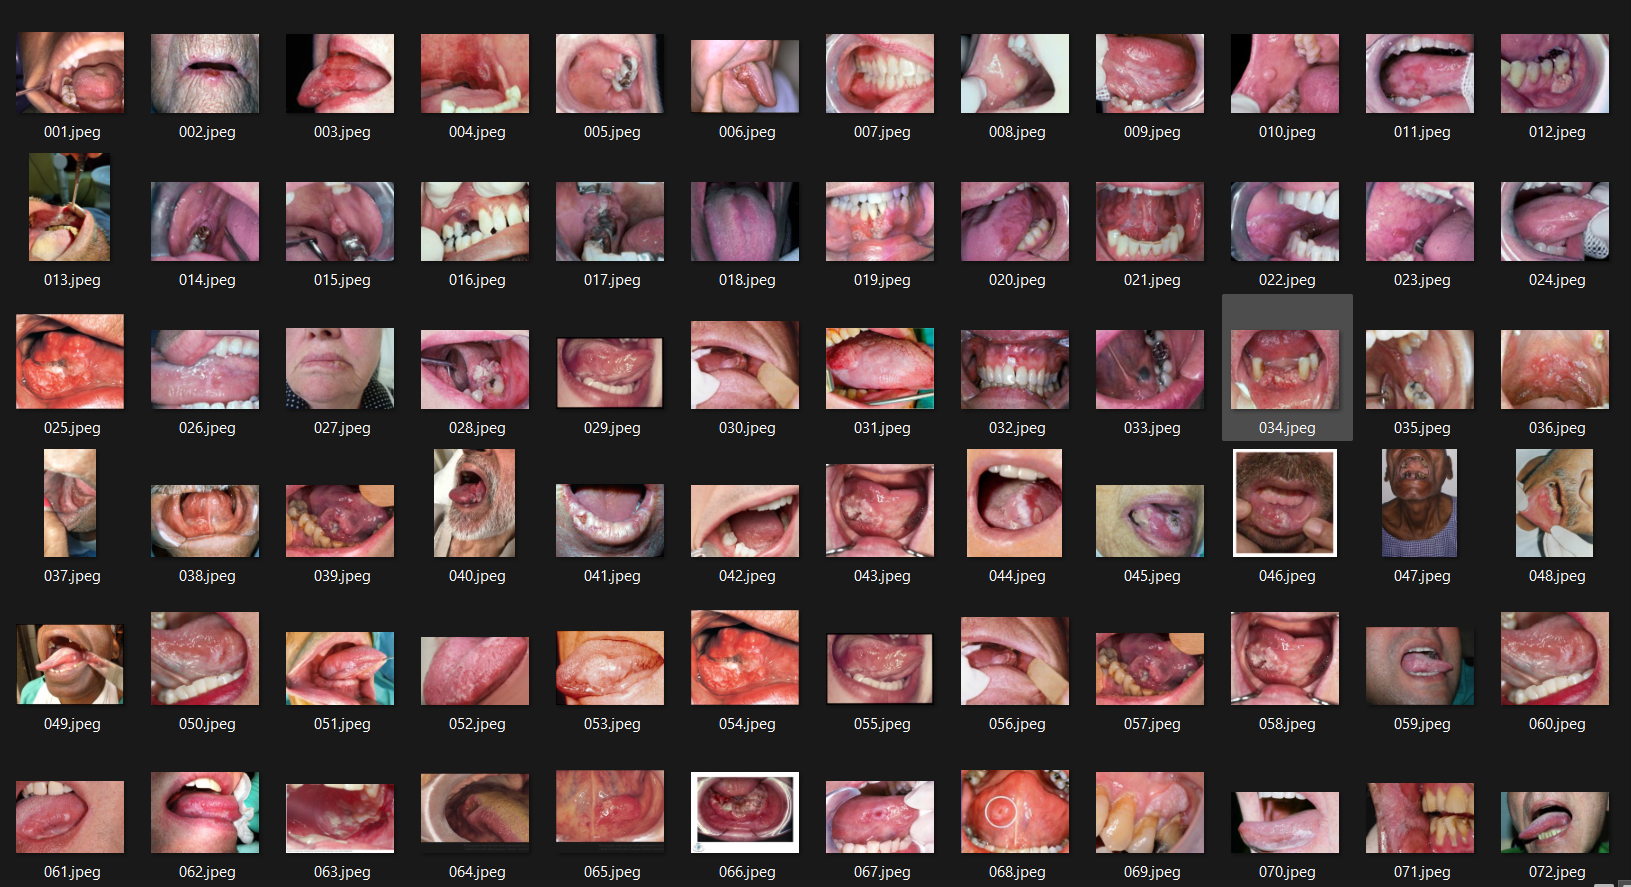 001.jpeg 002.jpeg 003.jpeg 004.jpeg 005.jpeg 006.jpeg 007.jpeg 008.jpeg 009.jpeg 010.jpeg 011.jpeg 012.jpeg
013.jpeg 014.jpeg 015.jpeg 016.jpeg 017.jpeg 018.jpeg 019.jpeg 020.jpeg 021.jpeg 022.jpeg 023.jpeg 024.jpeg
025.jpeg 026.jpeg 027.jpeg 028.jpeg 029.jpeg 030.jpeg 031.jpeg 032.jpeg 033.jpeg 034.jpeg 035.jpeg 036.jpeg
037.jpeg 038.jpeg 039.jpeg 040.jpeg 041.jpeg 042.jpeg 043.jpeg 044.jpeg 045.jpeg 046.jpeg 047.jpeg 048.jpeg
049.jpeg 050.jpeg 051.jpeg 052.jpeg 053.jpeg 054.jpeg 055.jpeg 056.jpeg 057.jpeg 058.jpeg 059.jpeg 060.jpeg
061.jpeg 062.jpeg 063.jpeg 064.jpeg 065.jpeg 066.jpeg 067.jpeg 068.jpeg 069.jpeg 070.jpeg 071.jpeg 072.jpeg